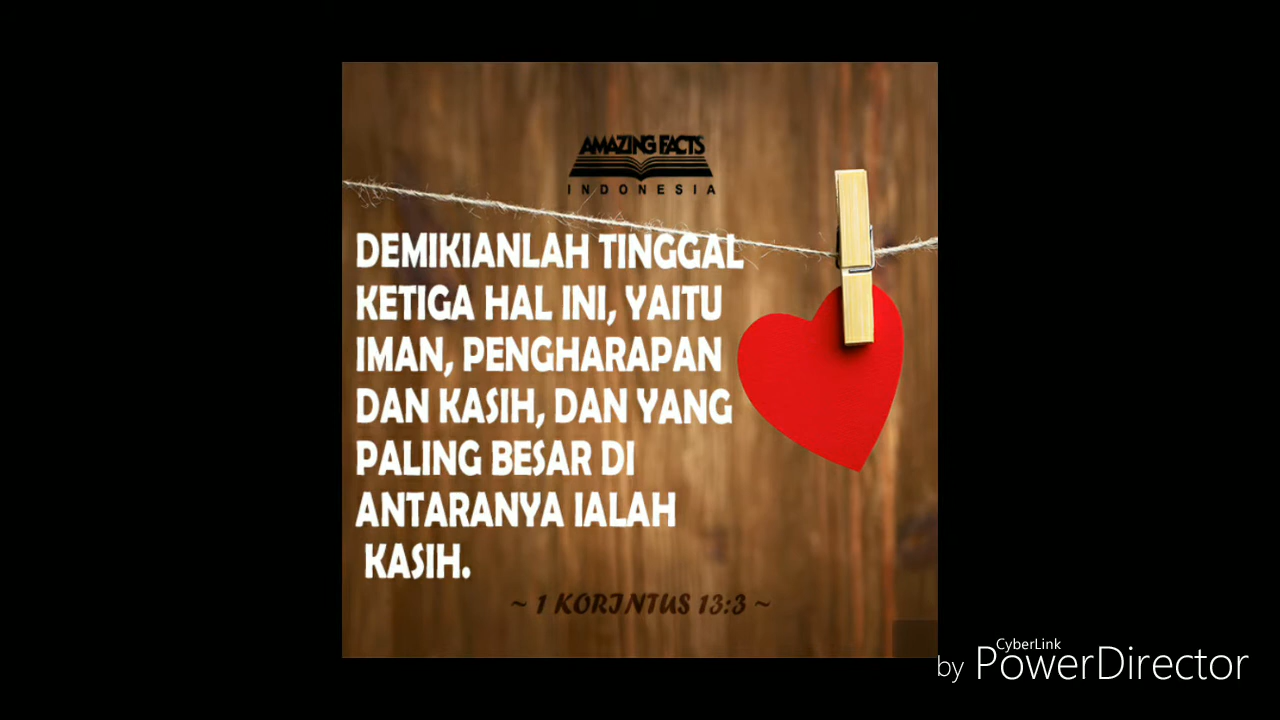 AMAZING FACTS
INDONESIA
DEMIKIANLAH TINGGAL
KETIGA HAL INI, YAITU
IMAN, PENGHARAPAN
DAN KASIH, DAN YANG
PALING BESAR DI
ANTARANYA IALAH
KASIH.
~ 1 KORINTUS 13:3 ~
CyberLink
by PowerDirector